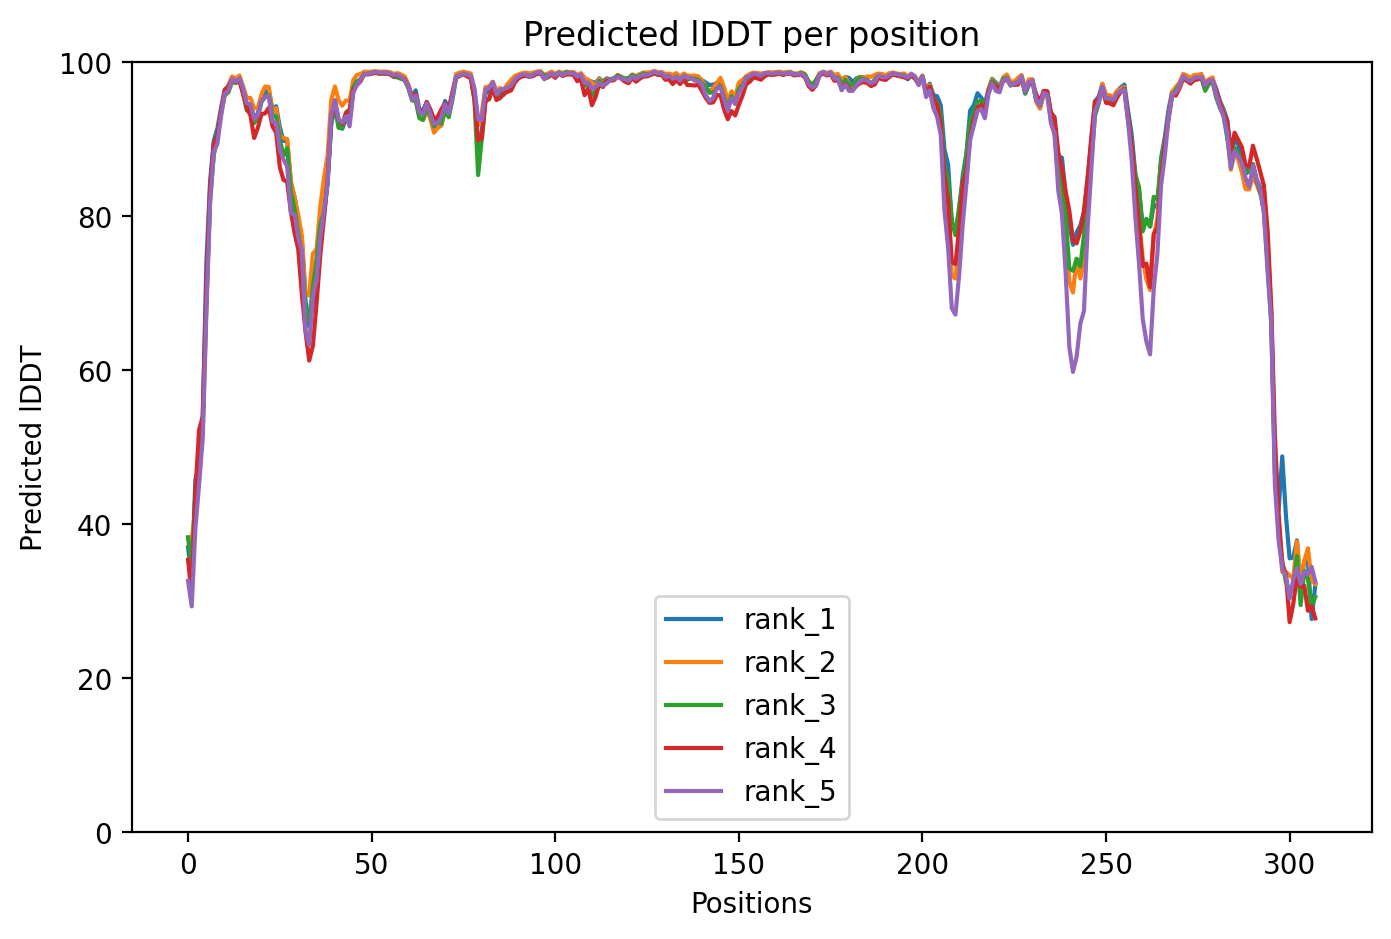 Predicted lDDT per position
Predicted lDDT
100
80
60
40
20
0
rank_1
rank_2
rank_3
rank_4
rank_5
0 50 100 150 200 250 300
Positions